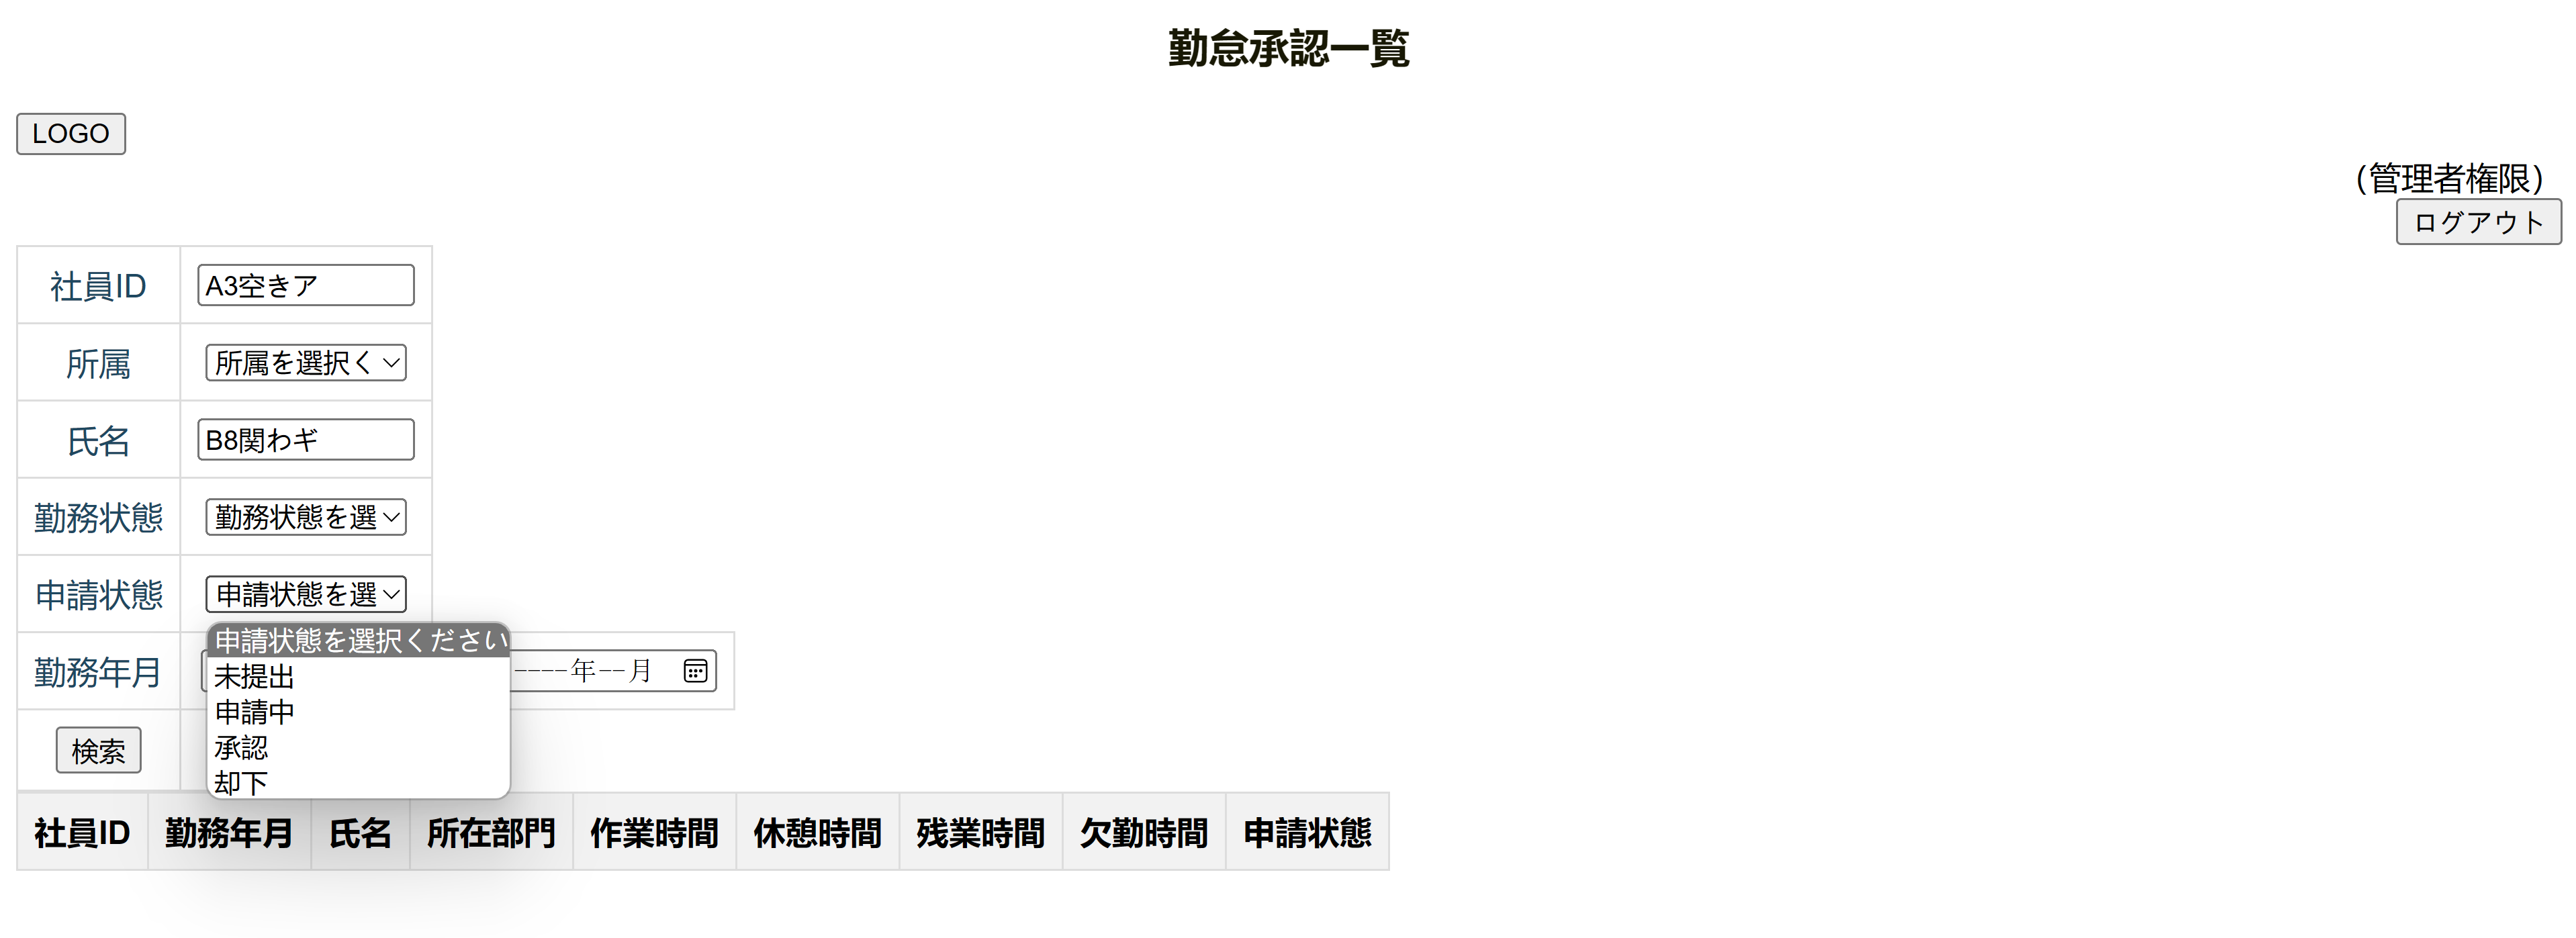 勤怠承認一覧
LOGO
（管理者権限）
ログアウト
社員ID A3空きア
所属 所属を選択く
氏名 B8関わギ
勤務状態 勤務状態を選
申請状態 申請状態を選
申請状態を選択ください
未提出
申請中
承認
却下
勤務年月 ----年--月
検索
社員ID 勤務年月 氏名 所在部門 作業時間 休憩時間 残業時間 欠勤時間 申請状態